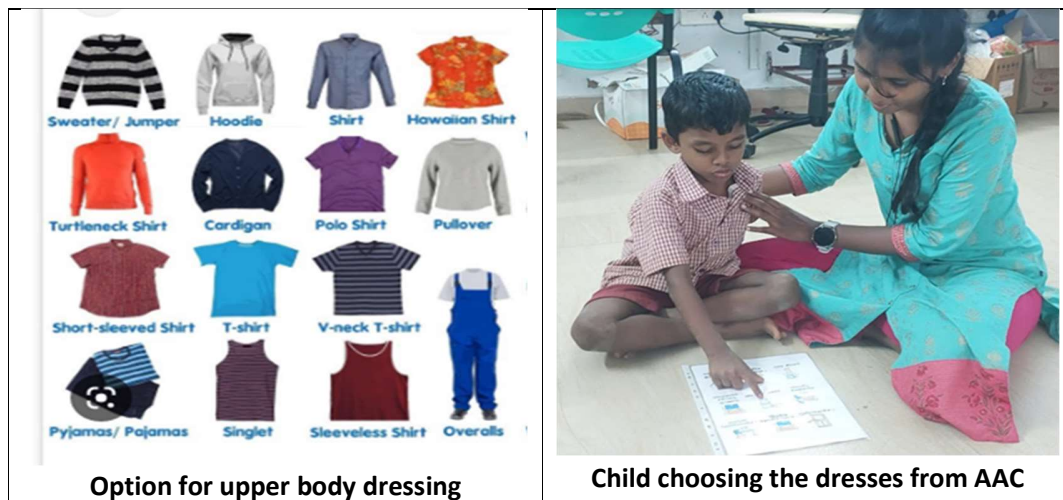 Sweater/ Jumper
Hoodie
Shirt
Hawaiian Shirt
Turtleneck Shirt
Cardigan
Polo Shirt
Pullover
Short-sleeved Shirt
T-shirt
V-neck T-shirt
Pyjamas/ Pajamas
Singlet
Sleeveless Shirt
Overalls
Option for upper body dressing
Child choosing the dresses from AAC